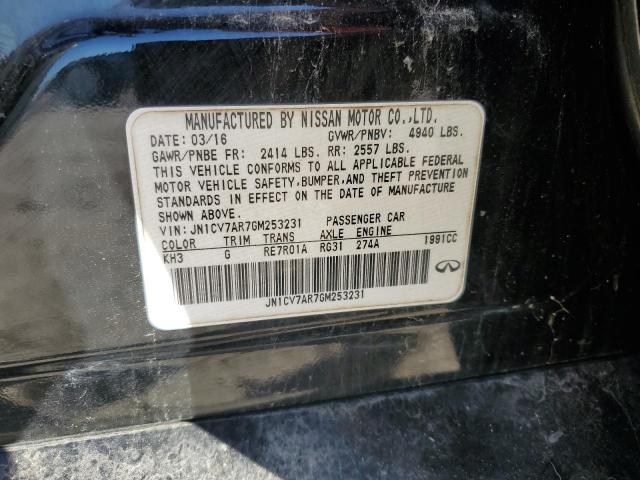 MANUFACTURED BY NISSAN MOTOR CO.,LTD.
DATE: 03/16 GVWR/PNBV: 4940 LBS.
GAWR/PNBE FR: 2414 LBS. RR: 2557 LBS.
THIS VEHICLE CONFORMS TO ALL APPLICABLE FEDERAL
MOTOR VEHICLE SAFETY, BUMPER, AND THEFT PREVENTION
STANDARDS IN EFFECT ON THE DATE OF MANUFACTURE
SHOWN ABOVE.
VIN: JN1CV7AR7GM253231 PASSENGER CAR
COLOR TRIM TRANS AXLE ENGINE
KH3 G RE7R01A RG31 274A 1991CC
JN1CV7AR7GM253231